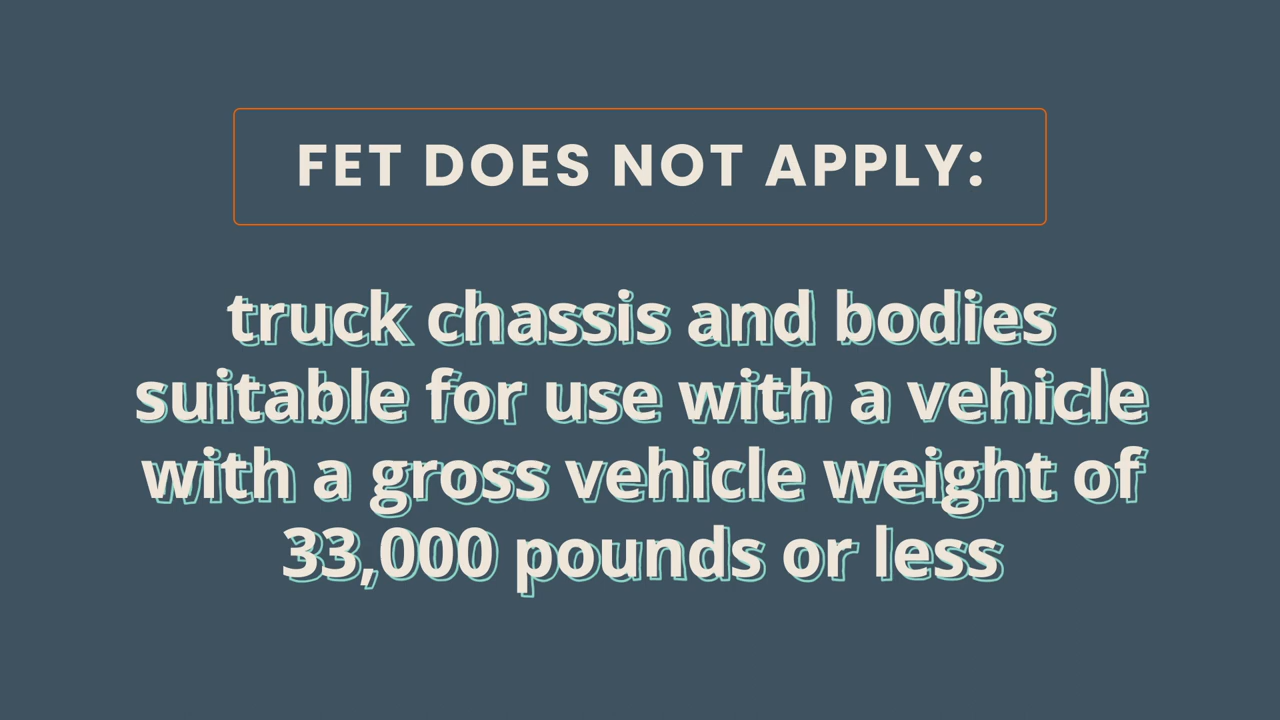 FET DOES NOT APPLY:
truck chassis and bodies
suitable for use with a vehicle
with a gross vehicle weight of
33,000 pounds or less